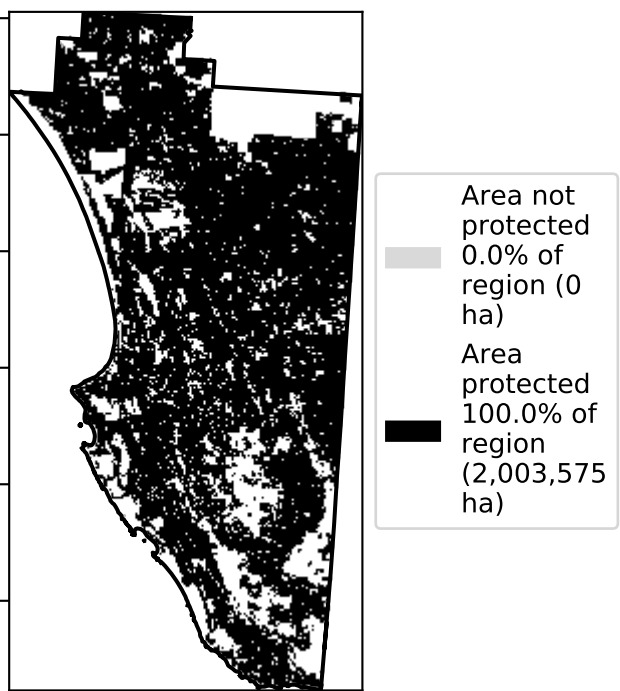 Area not
protected
0.0% of
region (0
ha)
Area
protected
100.0% of
region
(2,003,575
ha)